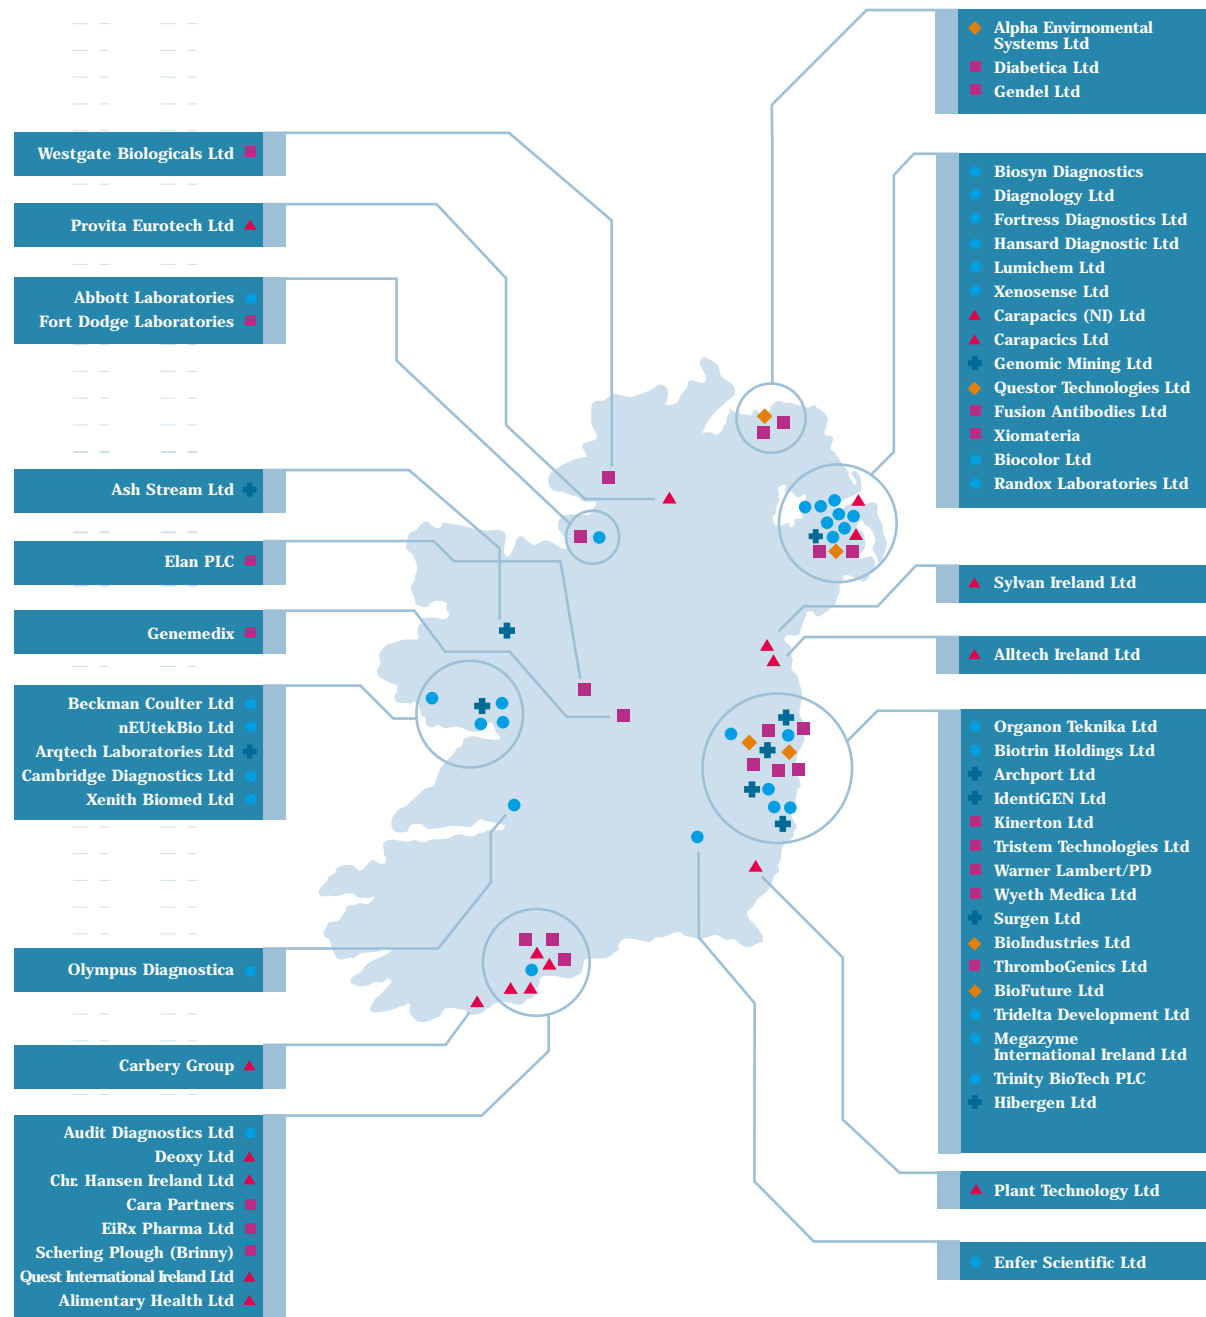 Westgate Biologicals Ltd
Provita Eurotech Ltd
Abbott Laboratories
Fort Dodge Laboratories
Ash Stream Ltd
Elan PLC
Genemedix
Beckman Coulter Ltd
nEUtekBio Ltd
Arqtech Laboratories Ltd
Cambridge Diagnostics Ltd
Xenith Biomed Ltd
Olympus Diagnostica
Carbery Group
Audit Diagnostics Ltd
Deoxy Ltd
Chr. Hansen Ireland Ltd
Cara Partners
EiRx Pharma Ltd
Schering Plough (Brinny)
Quest International Ireland Ltd
Alimentary Health Ltd
Alpha Envirnomental
Systems Ltd
Diabetica Ltd
Gendel Ltd
Biosyn Diagnostics
Diagnology Ltd
Fortress Diagnostics Ltd
Hansard Diagnostic Ltd
Lumichem Ltd
Xenosense Ltd
Carapacics (NI) Ltd
Carapacics Ltd
Genomic Mining Ltd
Questor Technologies Ltd
Fusion Antibodies Ltd
Xiomateria
Biocolor Ltd
Randox Laboratories Ltd
Sylvan Ireland Ltd
Alltech Ireland Ltd
Organon Teknika Ltd
Biotrin Holdings Ltd
Archport Ltd
IdentiGEN Ltd
Kinerton Ltd
Tristem Technologies Ltd
Warner Lambert/PD
Wyeth Medica Ltd
Surgen Ltd
BioIndustries Ltd
ThromboGenics Ltd
BioFuture Ltd
Tridelta Development Ltd
Megazyme
International Ireland Ltd
Trinity BioTech PLC
Hibergen Ltd
Plant Technology Ltd
Enfer Scientific Ltd